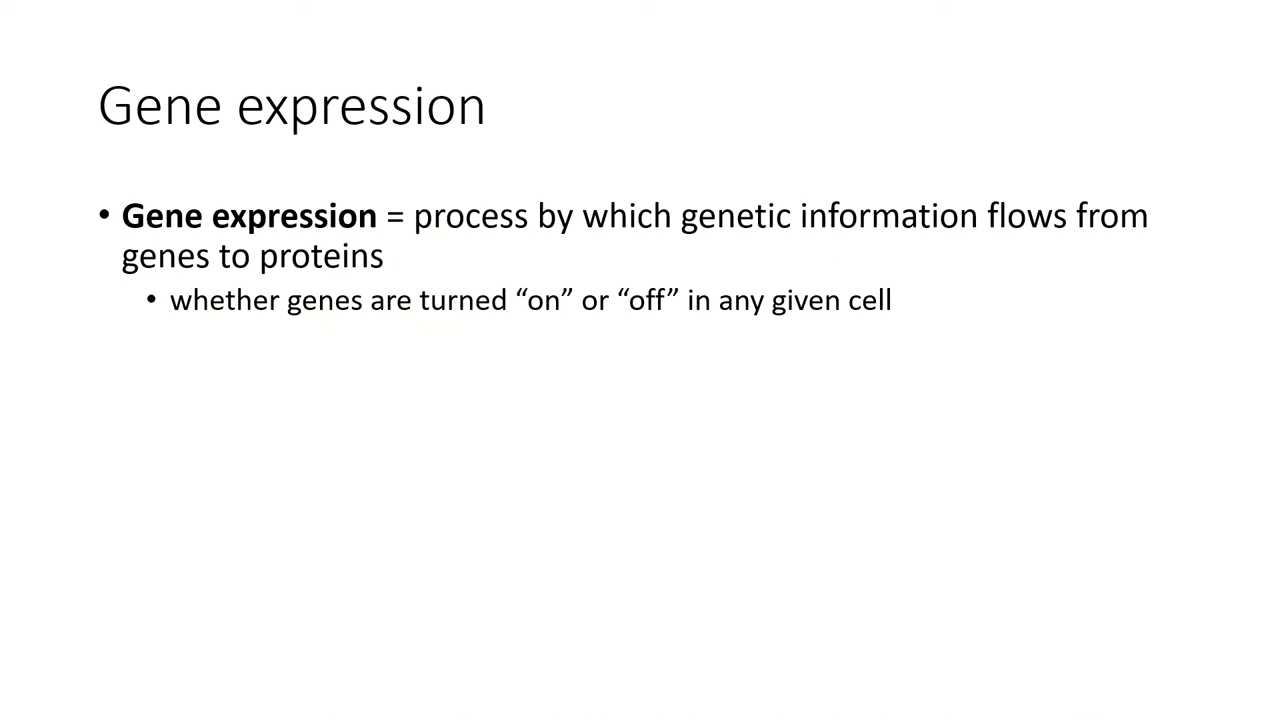 Gene expression
• Gene expression = process by which genetic information flows from
genes to proteins
• whether genes are turned “on” or “off” in any given cell